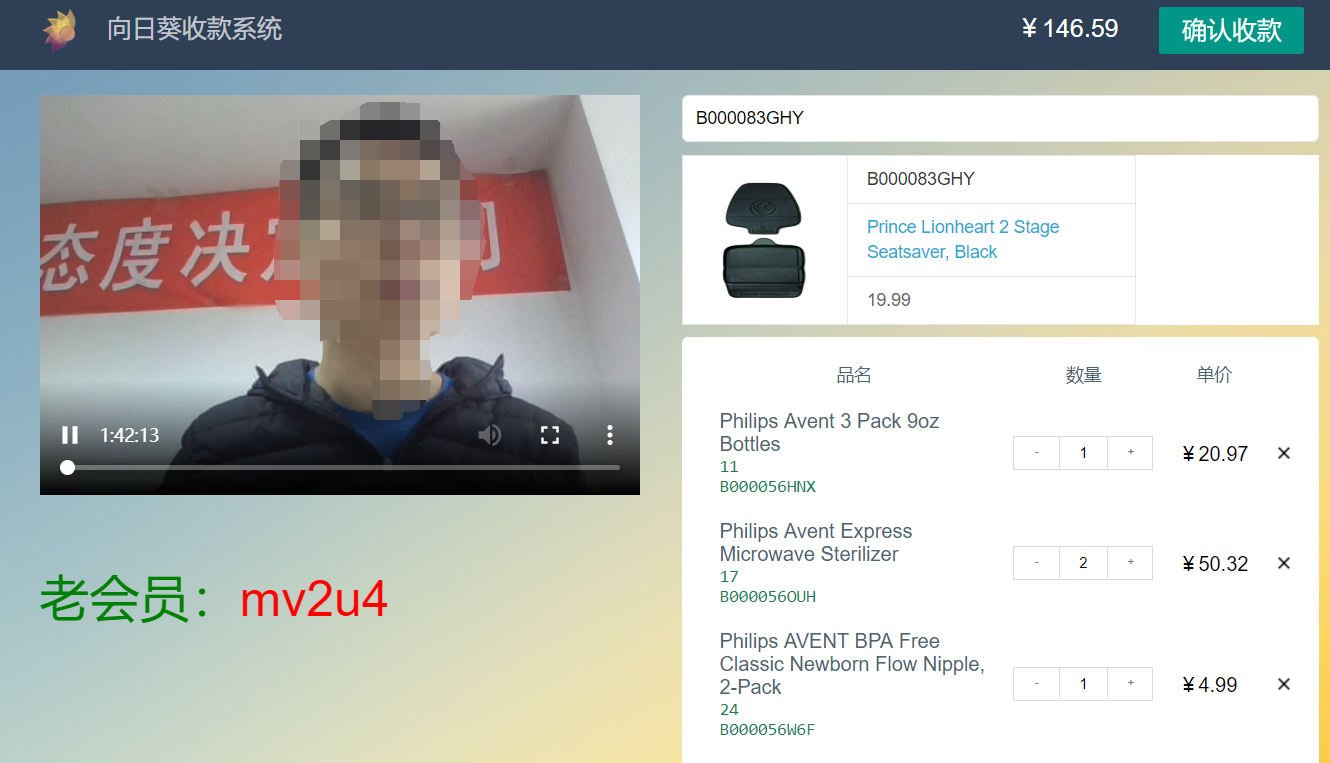 向日葵收款系统
¥ 146.59
确认收款
态度决定
1:42:13
老会员：mv2u4
B000083GHY
B000083GHY
Prince Lionheart 2 Stage
Seatsaver, Black
19.99
品名 数量 单价
Philips Avent 3 Pack 9oz
Bottles
11
B000056HNX
- 1 +
¥ 20.97 ×
Philips Avent Express
Microwave Sterilizer
17
B000056OUH
- 2 +
¥ 50.32 ×
Philips AVENT BPA Free
Classic Newborn Flow Nipple,
2-Pack
24
B000056W6F
- 1 +
¥ 4.99 ×